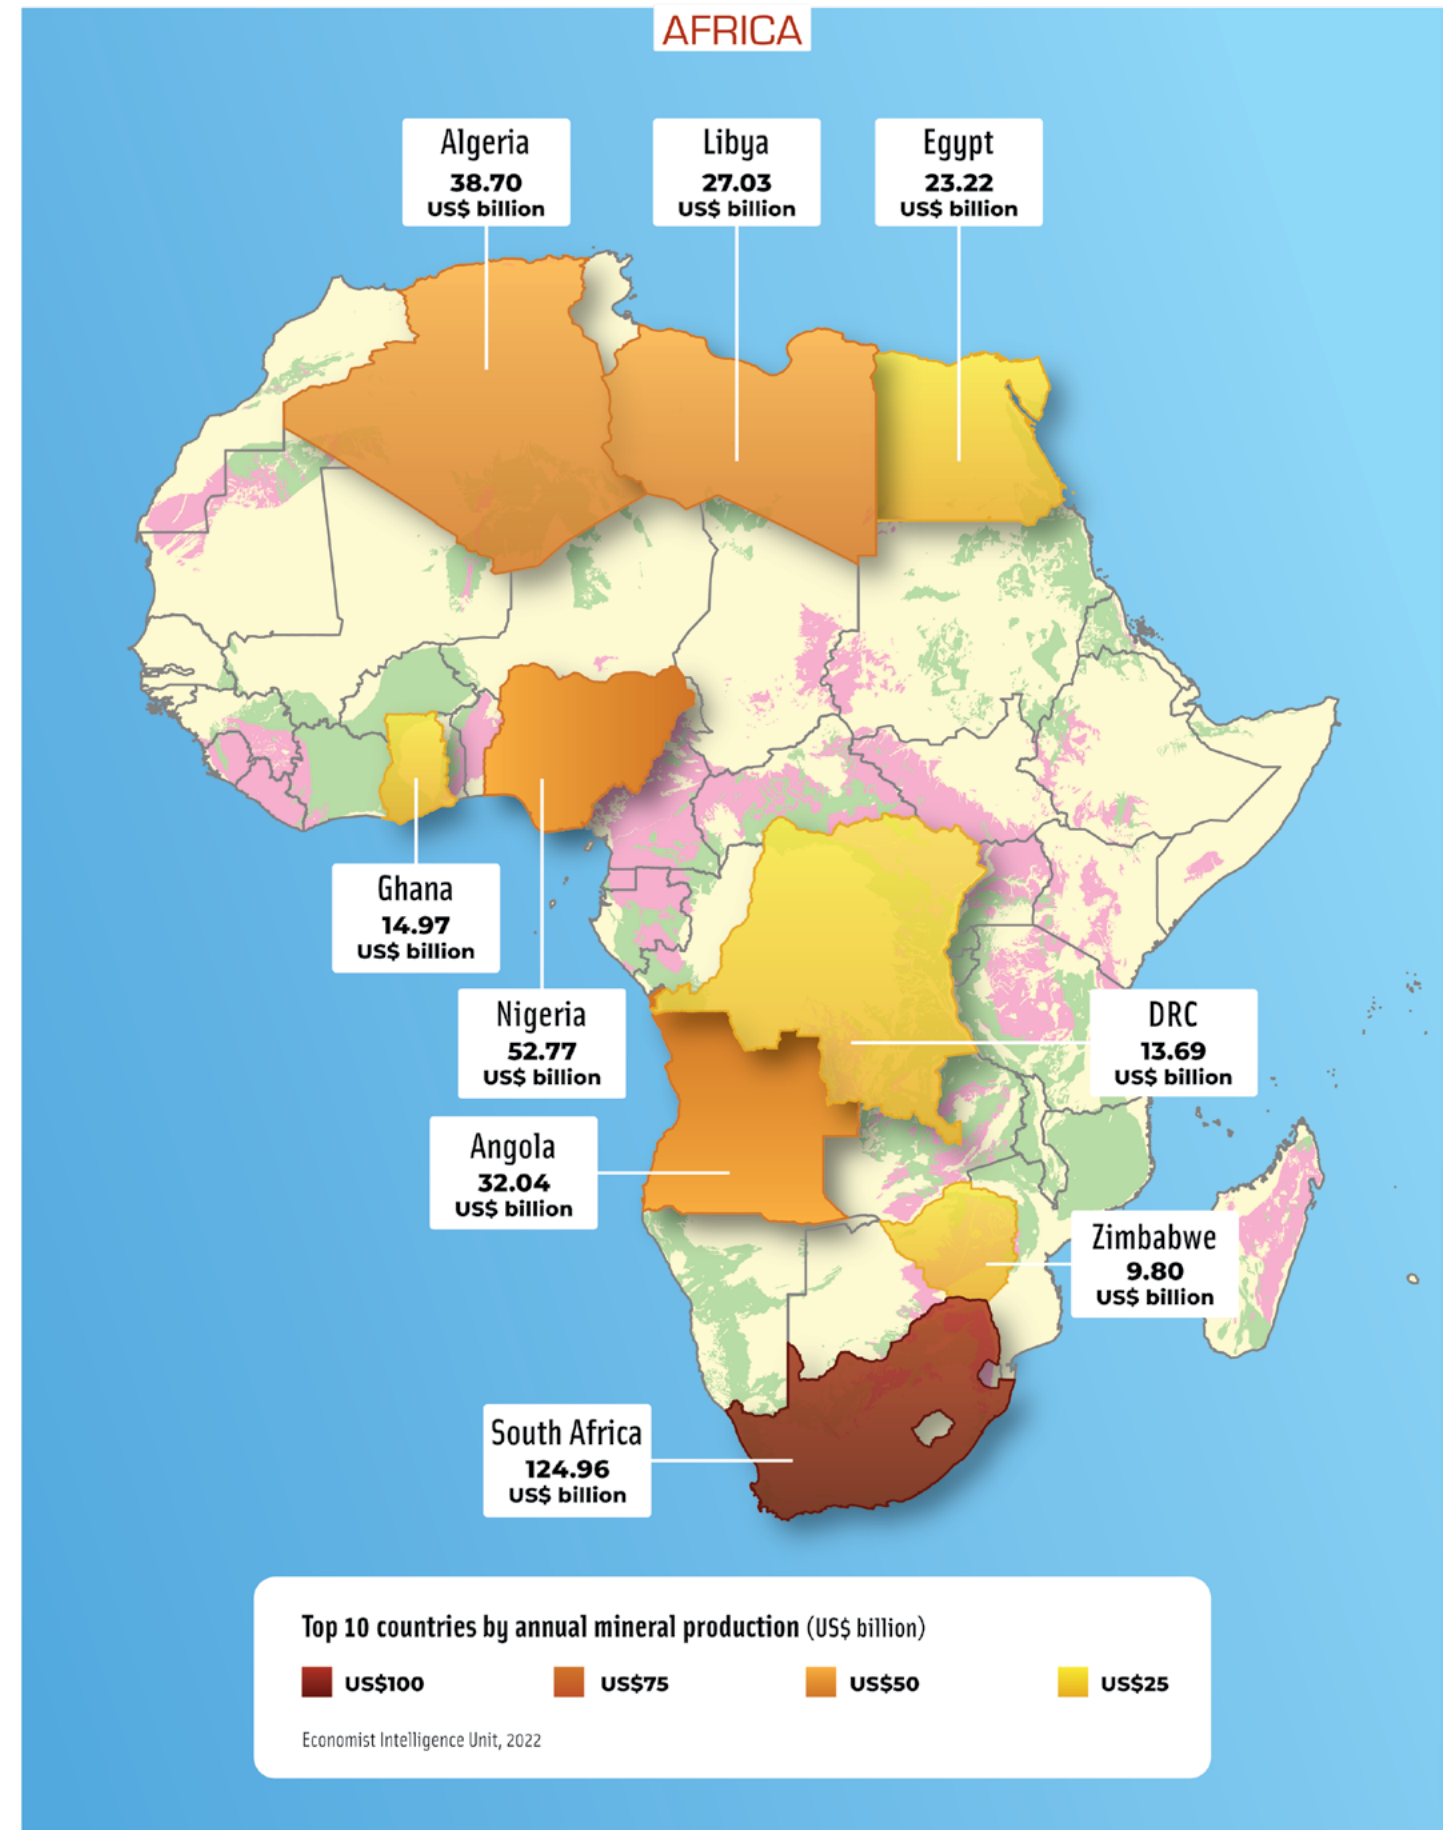 AFRICA
Algeria
38.70
US$ billion
Libya
27.03
US$ billion
Egypt
23.22
US$ billion
Ghana
14.97
US$ billion
Nigeria
52.77
US$ billion
DRC
13.69
US$ billion
Angola
32.04
US$ billion
Zimbabwe
9.80
US$ billion
South Africa
124.96
US$ billion
Top 10 countries by annual mineral production (US$ billion)
US$100
US$75
US$50
US$25
Economist Intelligence Unit, 2022